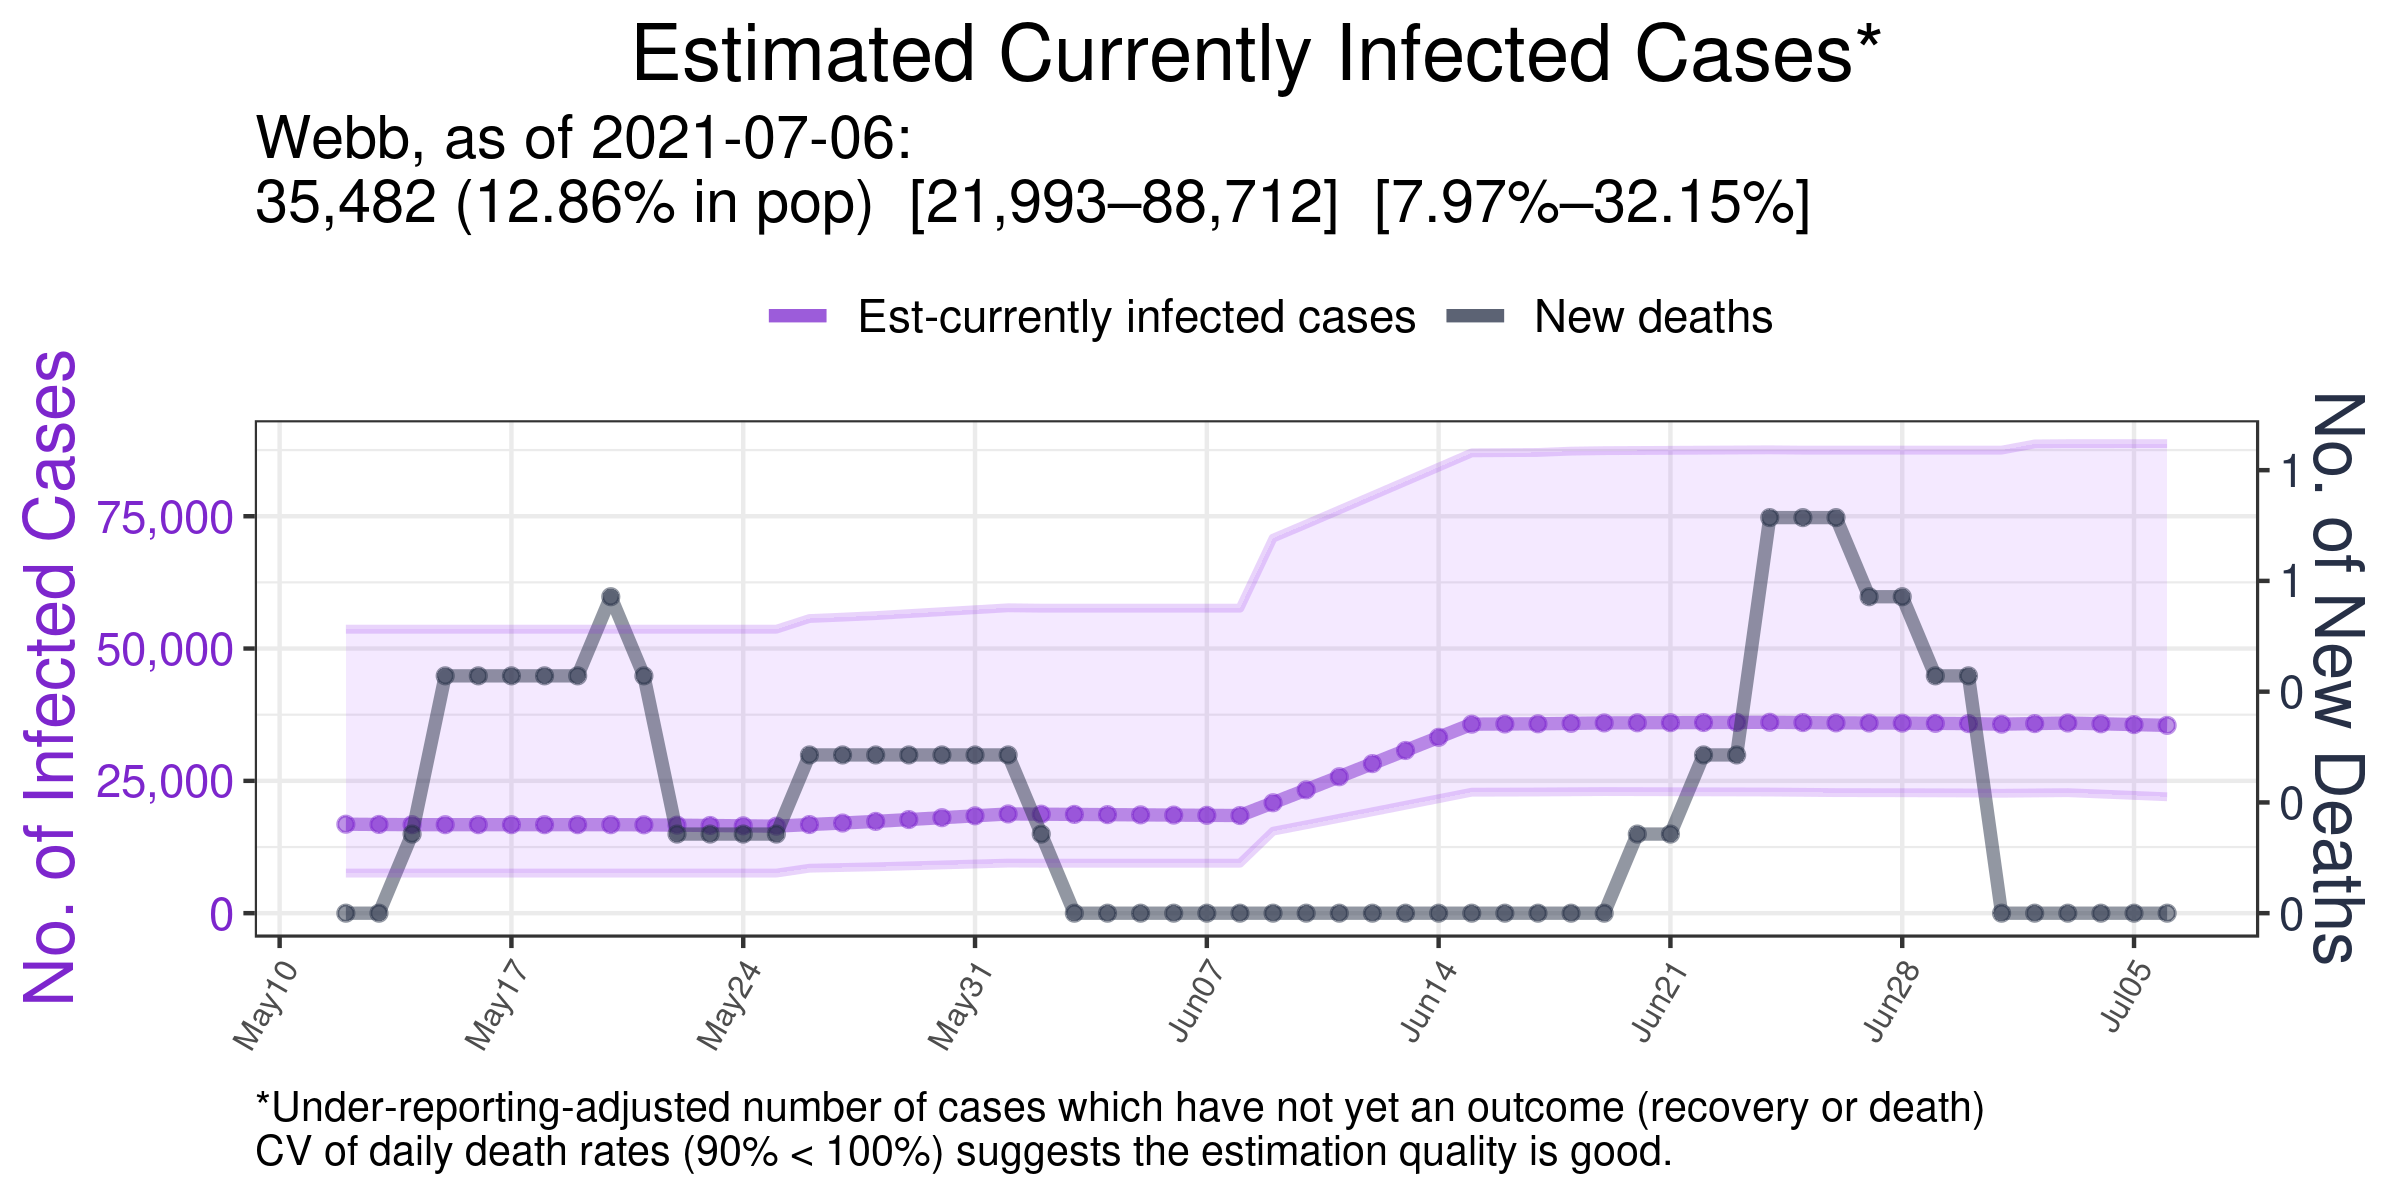 Estimated Currently Infected Cases*
Webb, as of 2021-07-06:
35,482 (12.86% in pop)  [21,993–88,712]  [7.97%–32.15%]
Est-currently infected cases
New deaths
No. of Infected Cases
75,000
50,000
25,000
0
No. of New Deaths
1
1
0
0
0
May10
May17
May24
May31
Jun07
Jun14
Jun21
Jun28
Jul05
*Under-reporting-adjusted number of cases which have not yet an outcome (recovery or death)
CV of daily death rates (90% < 100%) suggests the estimation quality is good.